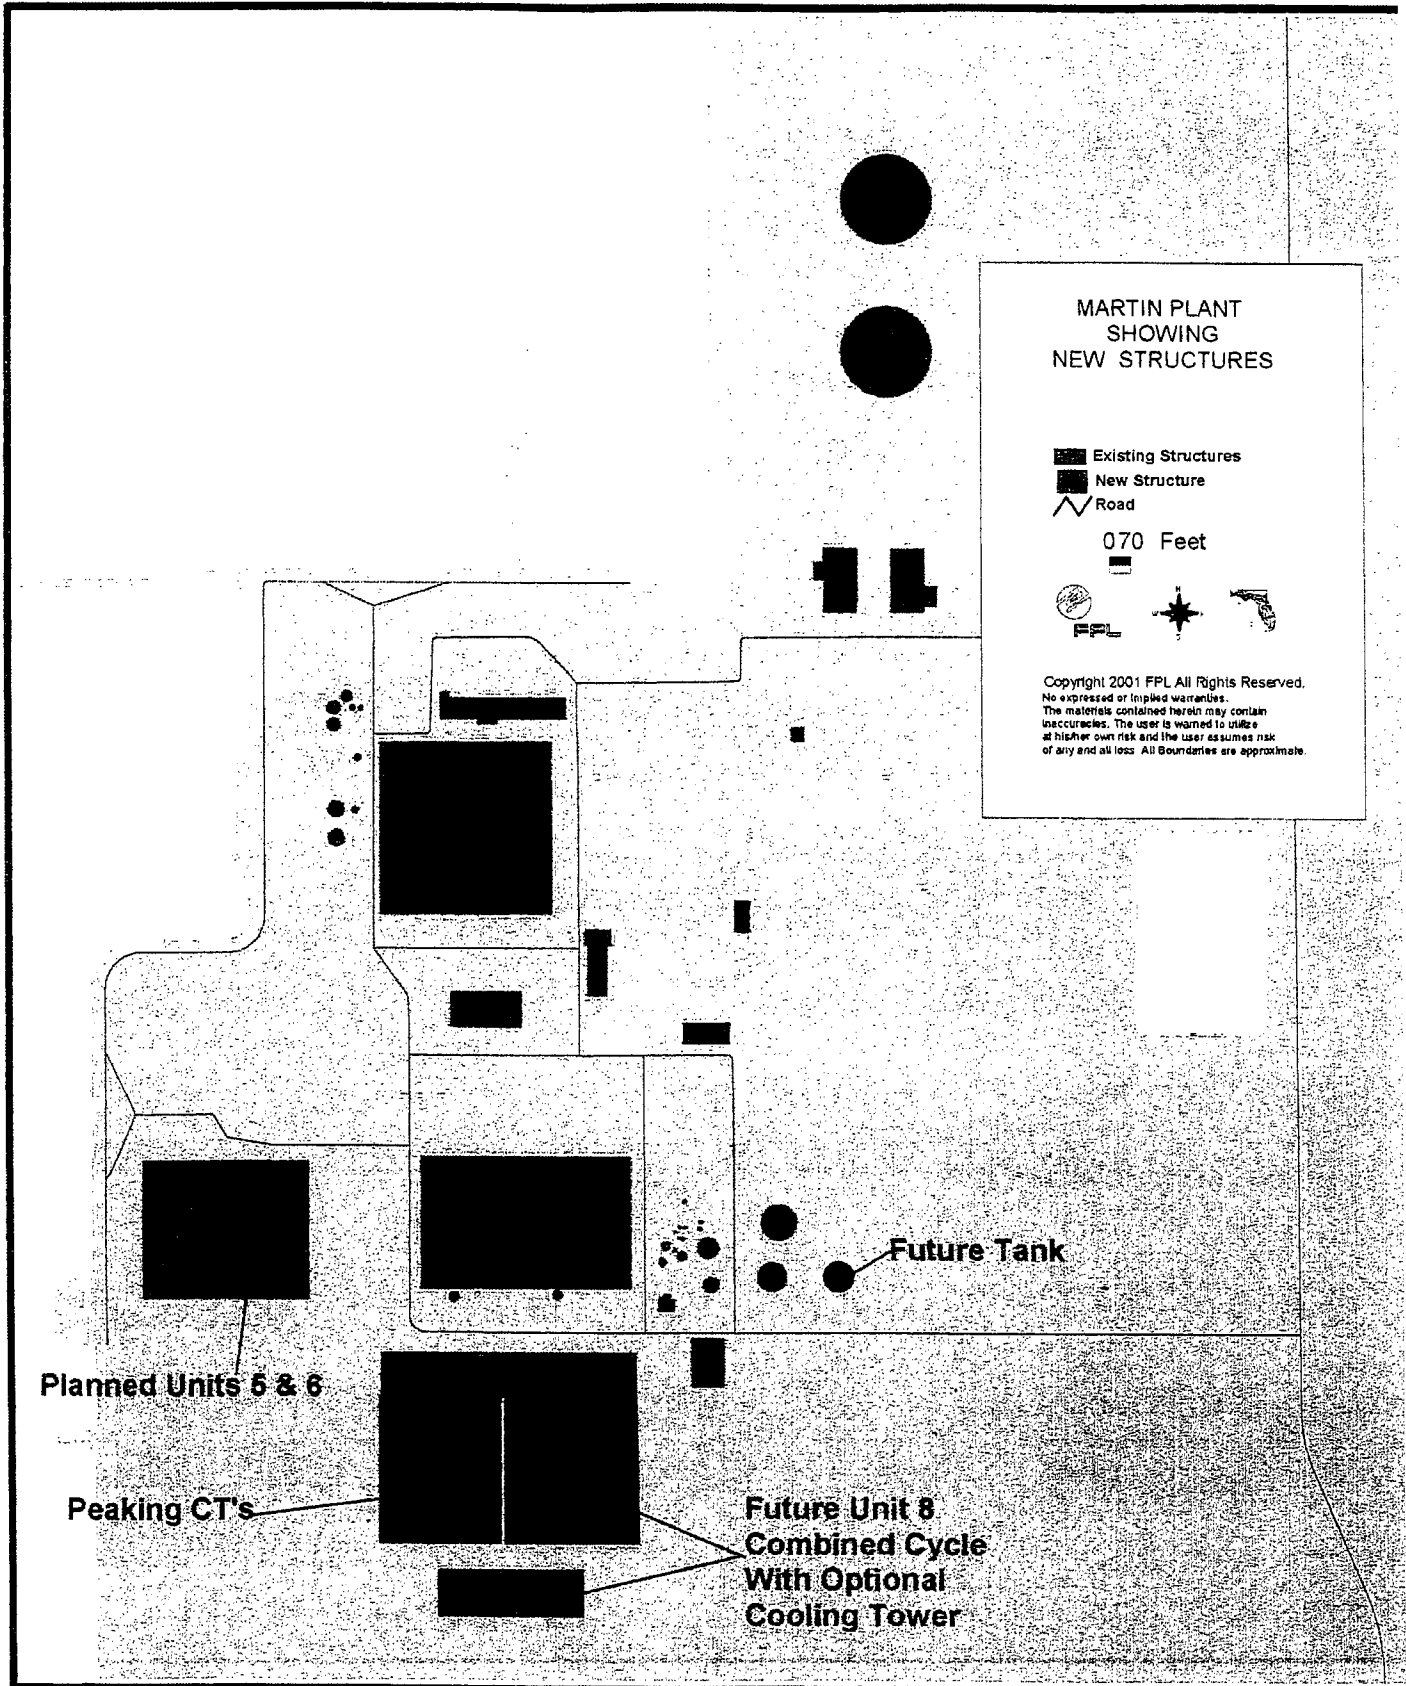 MARTIN PLANT
SHOWING
NEW STRUCTURES
Existing Structures
New Structure
Road
070 Feet
N
S
FPL
Copyright 2001 FPL All Rights Reserved.
No expressed or implied warranties.
The materials contained herein may contain
inaccuracies. The user is warned to utilize
at his/her own risk and the user assumes risk
of any and all loss All Boundaries are approximate.
Future Tank
Planned Units 5 & 6
Peaking CT's
Future Unit 8
Combined Cycle
With Optional
Cooling Tower